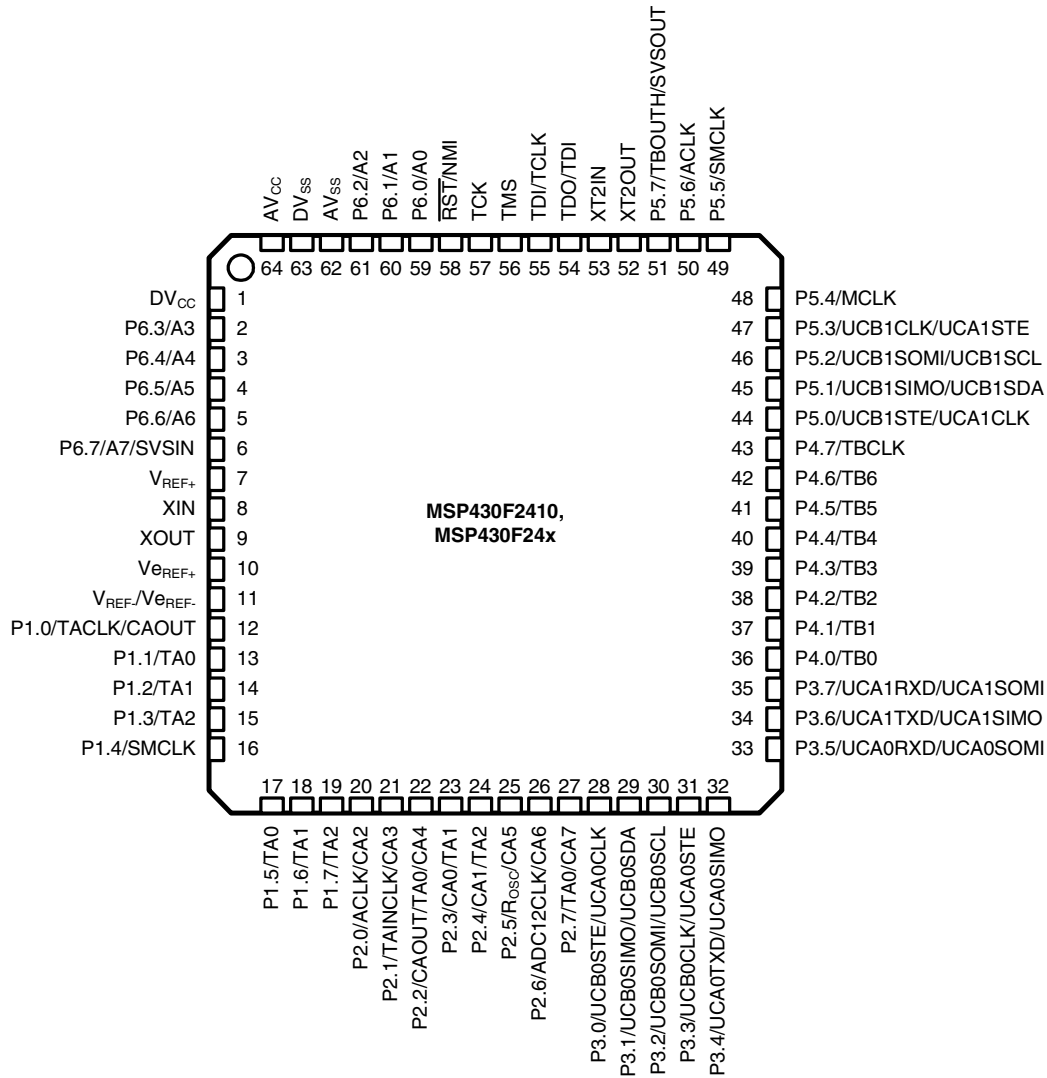 AVCC
DVSS
AVSS
P6.2/A2
P6.1/A1
P6.0/A0
RST/NMI
TCK
TMS
TDI/TCLK
TDO/TDI
XT2IN
XT2OUT
P5.7/TBOUTH/SVSOUT
P5.6/ACLK
P5.5/SMCLK
64 63 62 61 60 59 58 57 56 55 54 53 52 51 50 49
DVCC 1
P6.3/A3 2
P6.4/A4 3
P6.5/A5 4
P6.6/A6 5
P6.7/A7/SVSIN 6
VREF+ 7
XIN 8
XOUT 9
VeREF+ 10
VREF-/VeREF- 11
P1.0/TACLK/CAOUT 12
P1.1/TA0 13
P1.2/TA1 14
P1.3/TA2 15
P1.4/SMCLK 16
MSP430F2410,
MSP430F24x
48 P5.4/MCLK
47 P5.3/UCB1CLK/UCA1STE
46 P5.2/UCB1SOMI/UCB1SCL
45 P5.1/UCB1SIMO/UCB1SDA
44 P5.0/UCB1STE/UCA1CLK
43 P4.7/TBCLK
42 P4.6/TB6
41 P4.5/TB5
40 P4.4/TB4
39 P4.3/TB3
38 P4.2/TB2
37 P4.1/TB1
36 P4.0/TB0
35 P3.7/UCA1RXD/UCA1SOMI
34 P3.6/UCA1TXD/UCA1SIMO
33 P3.5/UCA0RXD/UCA0SOMI
17 18 19 20 21 22 23 24 25 26 27 28 29 30 31 32
P1.5/TA0
P1.6/TA1
P1.7/TA2
P2.0/ACLK/CA2
P2.1/TAINCLK/CA3
P2.2/CAOUT/TA0/CA4
P2.3/CA0/TA1
P2.4/CA1/TA2
P2.5/ROSC/CA5
P2.6/ADC12CLK/CA6
P2.7/TA0/CA7
P3.0/UCB0STE/UCA0CLK
P3.1/UCB0SIMO/UCB0SDA
P3.2/UCB0SOMI/UCB0SCL
P3.3/UCB0CLK/UCA0STE
P3.4/UCA0TXD/UCA0SIMO